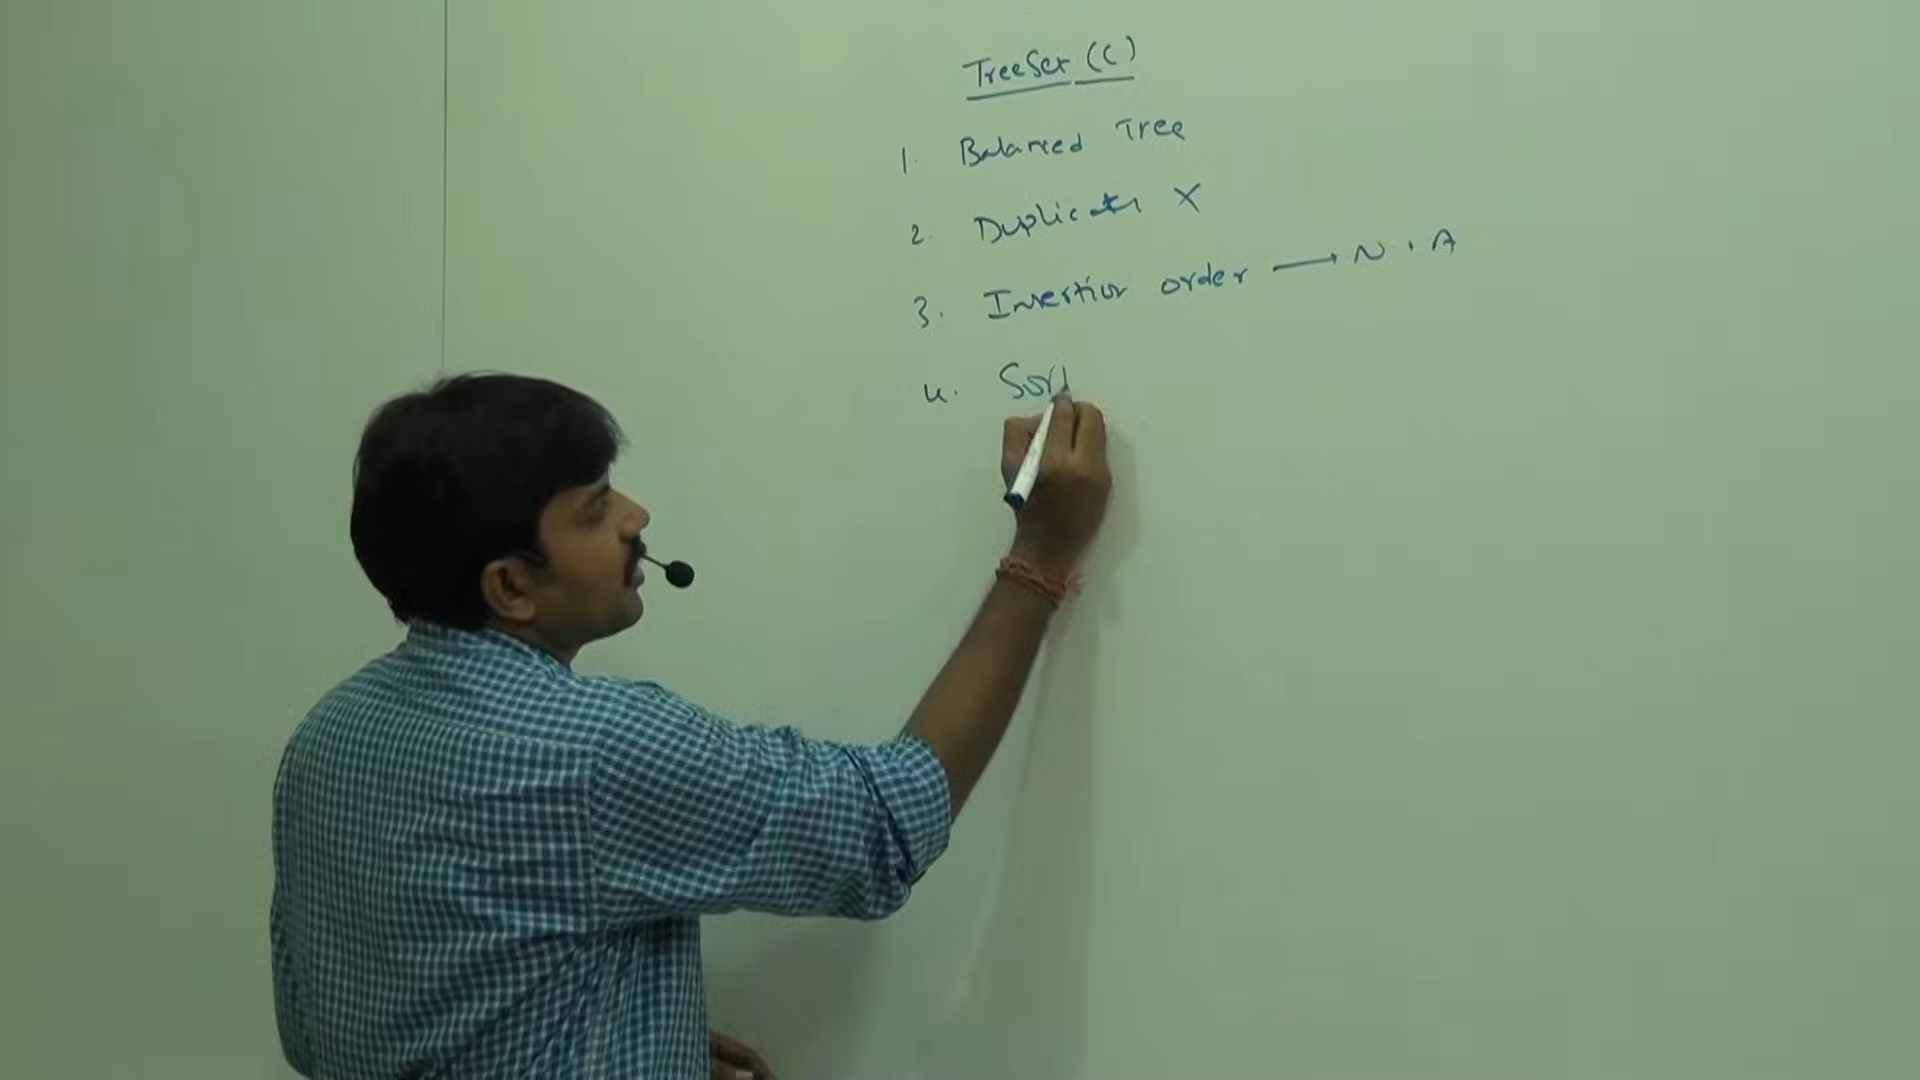 TreeSet (C)
1. Balanced Tree
2. Duplicates X
3. Insertion order → N.A
4. Sort